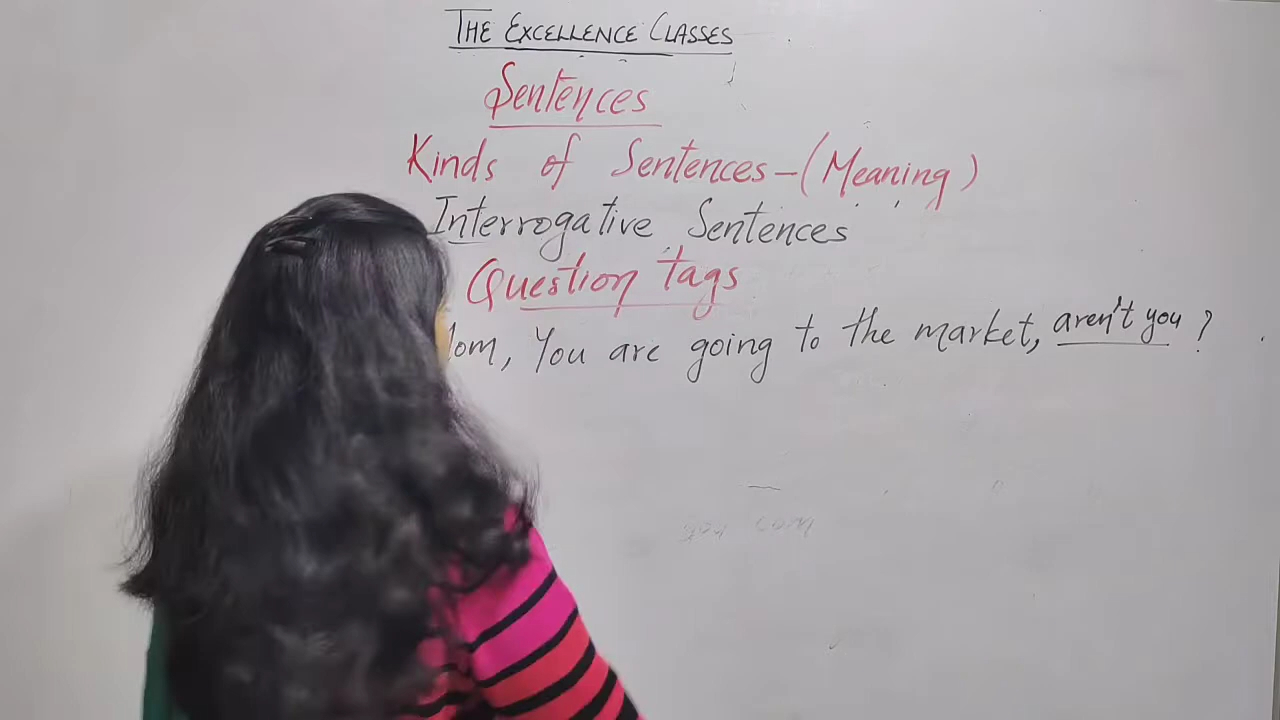 THE EXCELLENCE CLASSES
Sentences
Kinds of Sentences-(Meaning)
Interrogative Sentences
Question tags
You are going to the market, aren't you ?